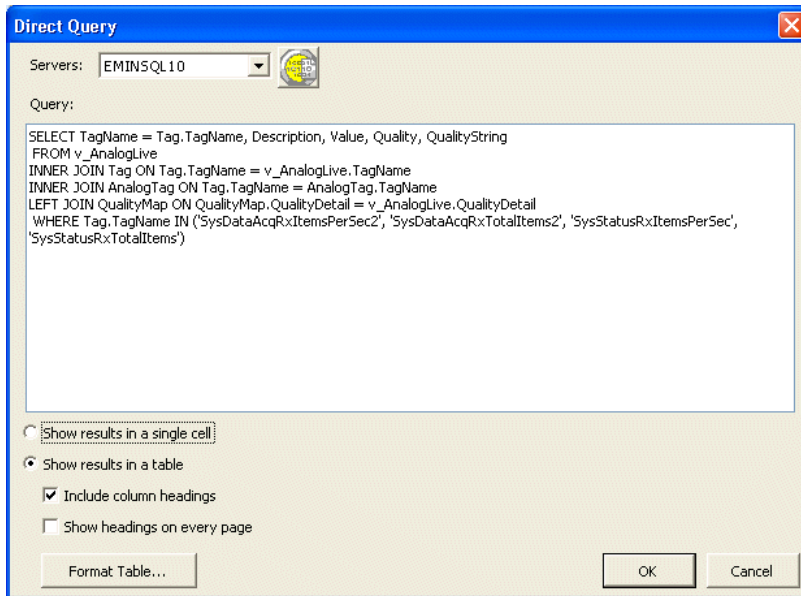 Direct Query
Servers: EMINSQL10
Query:
SELECT TagName = Tag.TagName, Description, Value, Quality, QualityString
FROM v_AnalogLive
INNER JOIN Tag ON Tag.TagName = v_AnalogLive.TagName
INNER JOIN AnalogTag ON Tag.TagName = AnalogTag.TagName
LEFT JOIN QualityMap ON QualityMap.QualityDetail = v_AnalogLive.QualityDetail
WHERE Tag.TagName IN ('SysDataAcqRxItemsPerSec2', 'SysDataAcqRxTotalItems2', 'SysStatusRxItemsPerSec',
'SysStatusRxTotalItems')
Show results in a single cell
Show results in a table
Include column headings
Show headings on every page
Format Table... OK Cancel